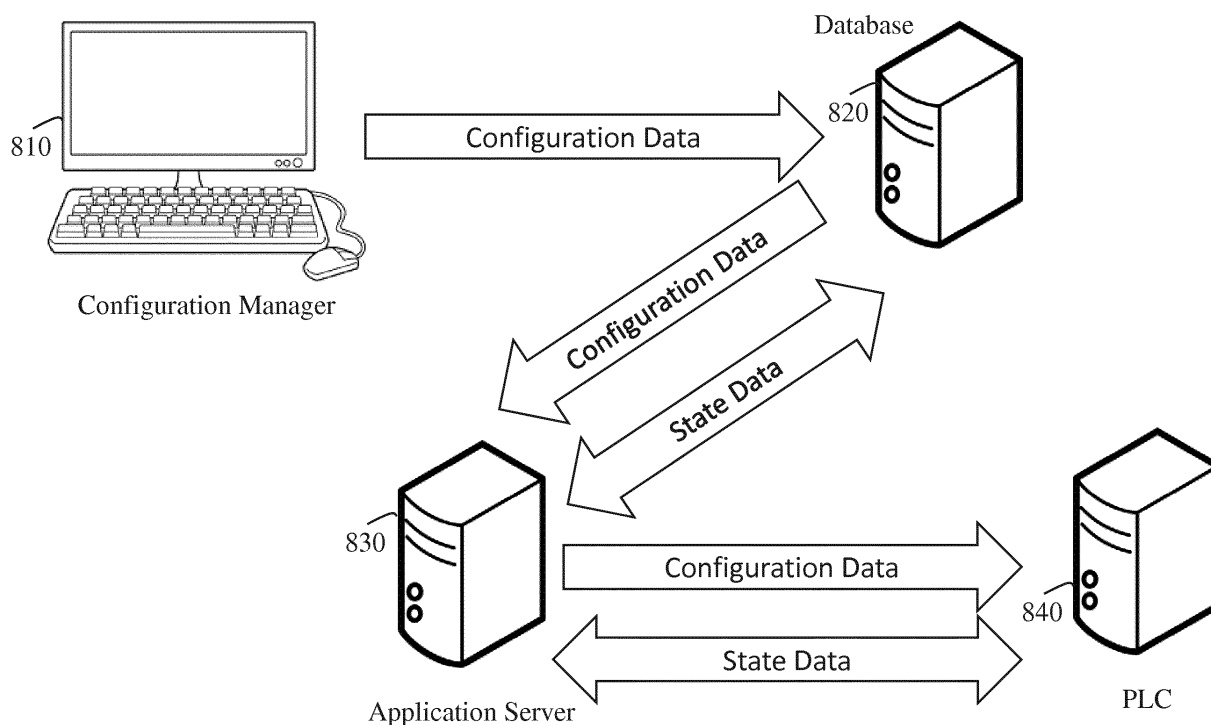 Database
820
810
Configuration Data
Configuration Manager
Configuration Data
State Data
830
Configuration Data
840
State Data
Application Server
PLC